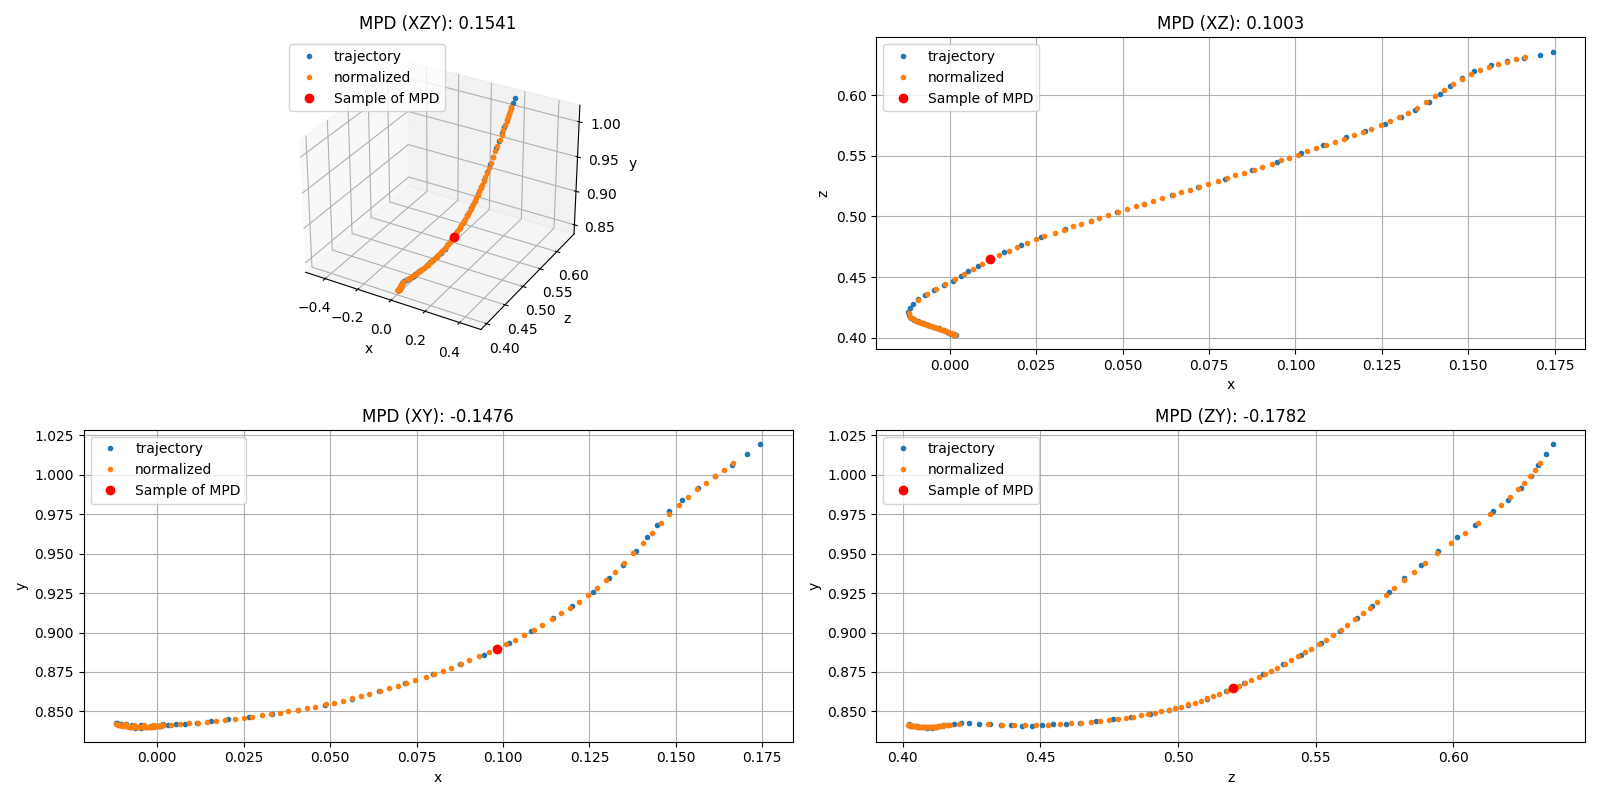 MPD (XZY): 0.1541
trajectory
normalized
Sample of MPD
1.00
0.95
0.90
0.85
y
0.60
0.55
0.50
0.45
0.40
z
−0.4
−0.2
0.0
0.2
0.4
x
MPD (XZ): 0.1003
trajectory
normalized
Sample of MPD
0.60
0.55
0.50
0.45
0.40
z
0.000 0.025 0.050 0.075 0.100 0.125 0.150 0.175
x
MPD (XY): -0.1476
trajectory
normalized
Sample of MPD
1.025
1.000
0.975
0.950
0.925
0.900
0.875
0.850
y
0.000 0.025 0.050 0.075 0.100 0.125 0.150 0.175
x
MPD (ZY): -0.1782
trajectory
normalized
Sample of MPD
1.025
1.000
0.975
0.950
0.925
0.900
0.875
0.850
y
0.40 0.45 0.50 0.55 0.60
z